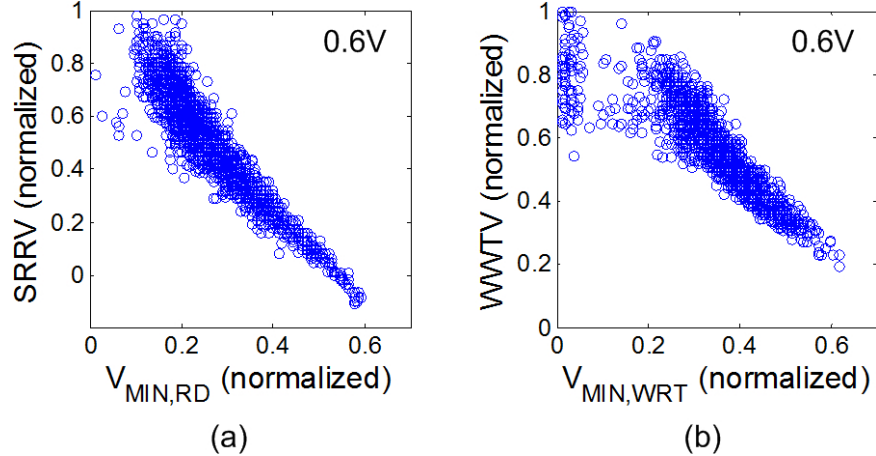 0.6V
SRRV (normalized)
1
0.8
0.6
0.4
0.2
0
0 0.2 0.4 0.6
V_MIN,RD (normalized)
(a)
0.6V
WWTV (normalized)
1
0.8
0.6
0.4
0.2
0
0 0.2 0.4 0.6
V_MIN,WRT (normalized)
(b)